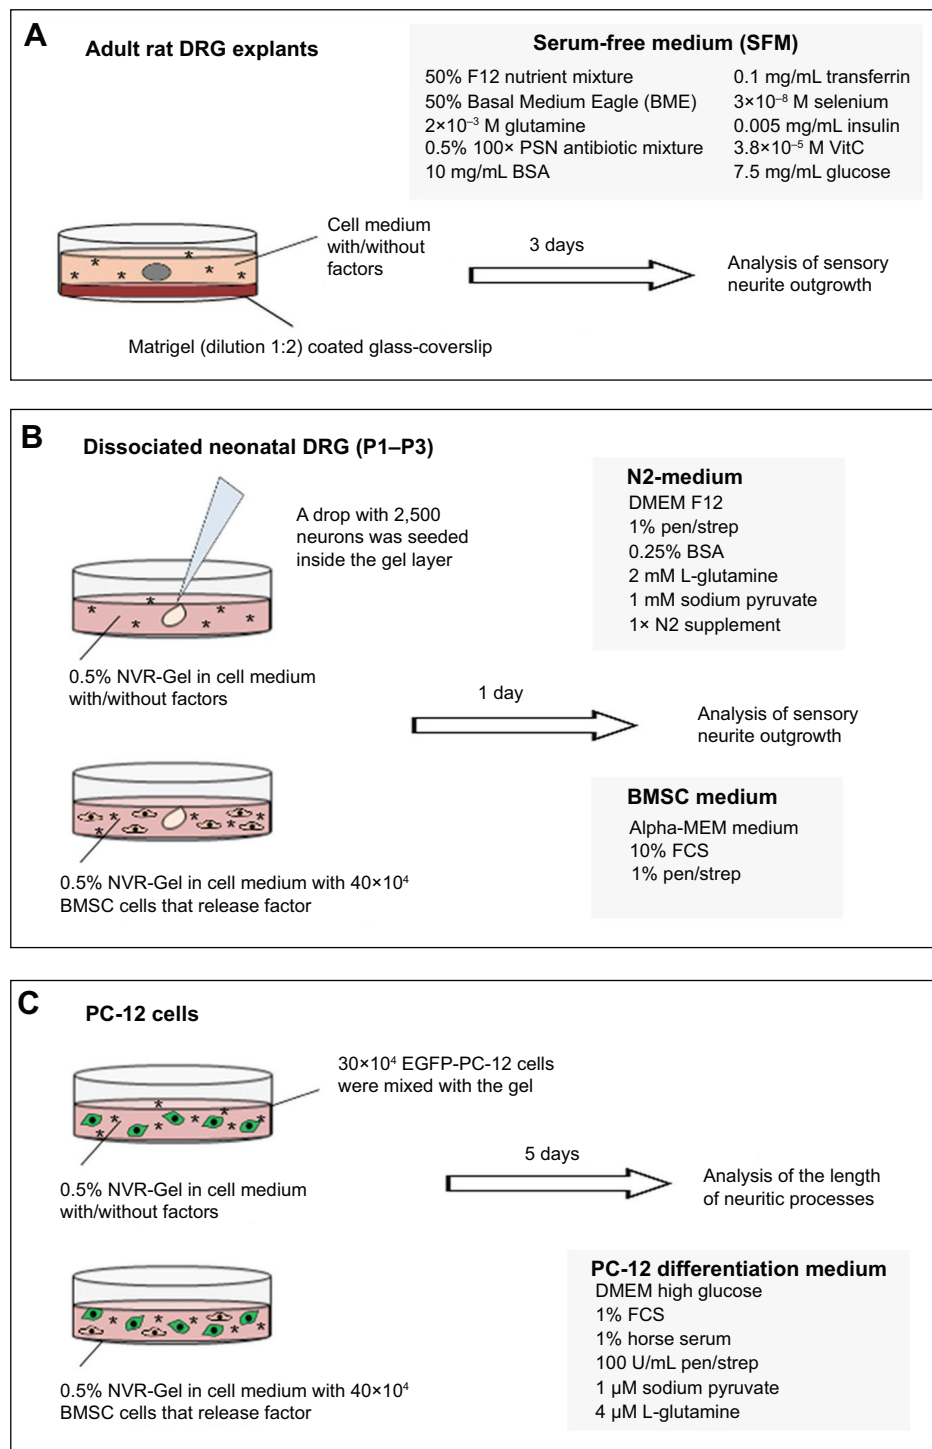 A
Adult rat DRG explants
Serum-free medium (SFM)
50% F12 nutrient mixture
50% Basal Medium Eagle (BME)
2×10⁻³ M glutamine
0.5% 100× PSN antibiotic mixture
10 mg/mL BSA
0.1 mg/mL transferrin
3×10⁻⁸ M selenium
0.005 mg/mL insulin
3.8×10⁻⁵ M VitC
7.5 mg/mL glucose
Cell medium
with/without
factors
3 days
Analysis of sensory
neurite outgrowth
Matrigel (dilution 1:2) coated glass-coverslip
B
Dissociated neonatal DRG (P1–P3)
A drop with 2,500
neurons was seeded
inside the gel layer
N2-medium
DMEM F12
1% pen/strep
0.25% BSA
2 mM L-glutamine
1 mM sodium pyruvate
1× N2 supplement
0.5% NVR-Gel in cell medium
with/without factors
1 day
Analysis of sensory
neurite outgrowth
BMSC medium
Alpha-MEM medium
10% FCS
1% pen/strep
0.5% NVR-Gel in cell medium with 40×10⁴
BMSC cells that release factor
C
PC-12 cells
30×10⁴ EGFP-PC-12 cells
were mixed with the gel
0.5% NVR-Gel in cell medium
with/without factors
5 days
Analysis of the length
of neuritic processes
PC-12 differentiation medium
DMEM high glucose
1% FCS
1% horse serum
100 U/mL pen/strep
1 µM sodium pyruvate
4 µM L-glutamine
0.5% NVR-Gel in cell medium with 40×10⁴
BMSC cells that release factor